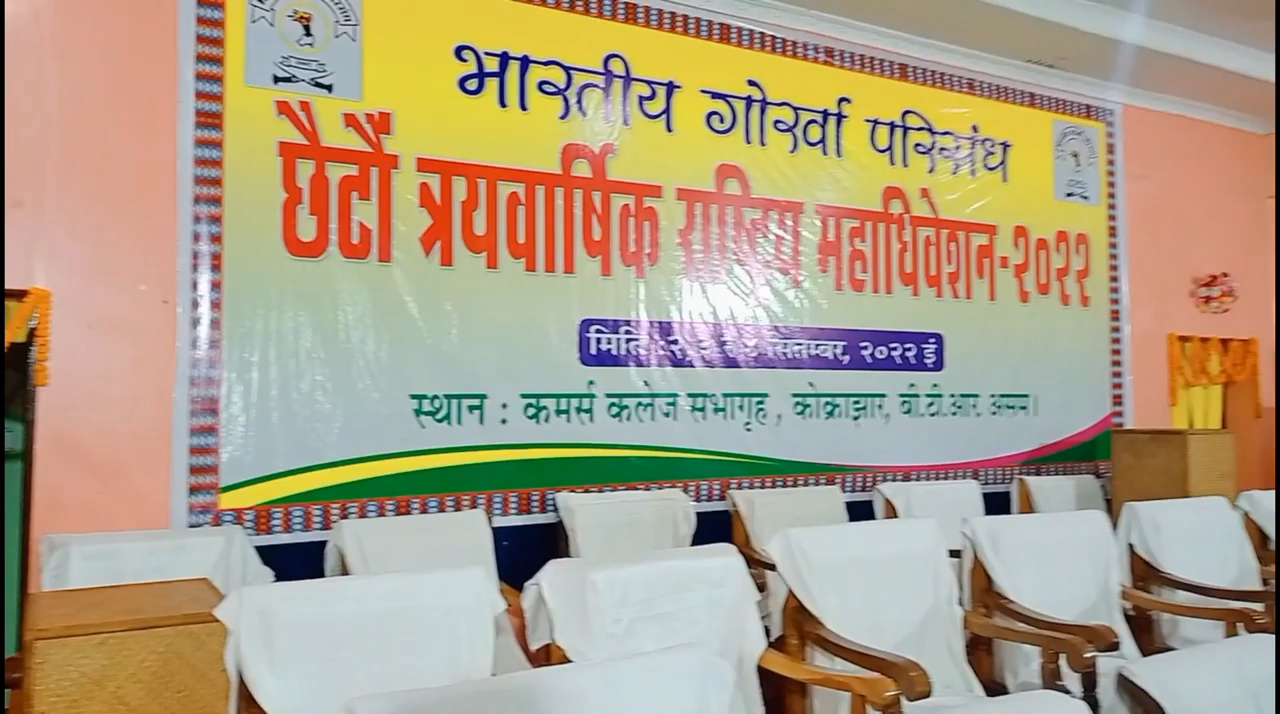 भारतीय गोर्खा परिसंघ
छैटौं त्रयवार्षिक राष्ट्रिय महाधिवेशन-२०२२
मिति सितम्बर, २०२२ इं
स्थान : कमर्स कलेज सभागृह, कोक्राझार, बी.टी.आर. असम।